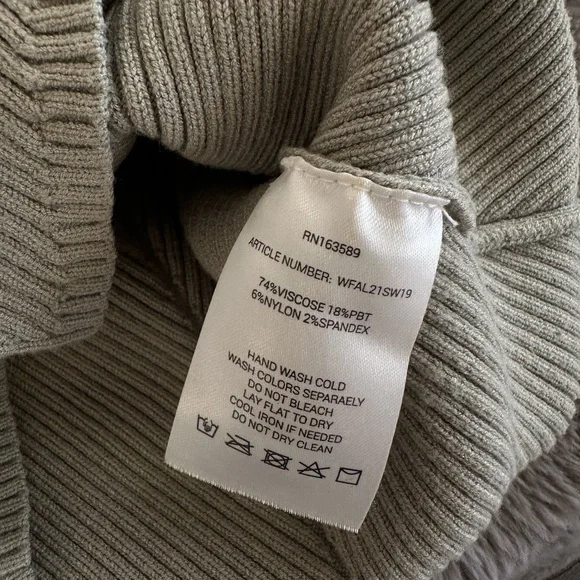 RN163589
ARTICLE NUMBER: WFAL21SW19
74%VISCOSE 18%PBT
6%NYLON 2%SPANDEX
HAND WASH COLD
WASH COLORS SEPARATELY
DO NOT BLEACH
LAY FLAT TO DRY
COOL IRON IF NEEDED
DO NOT DRY CLEAN